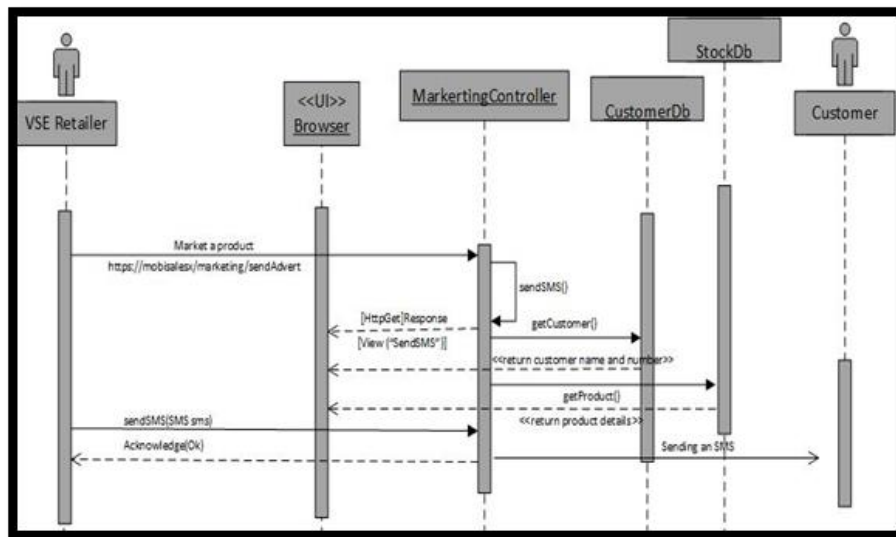 StockDb
<<UI>>
Browser
MarkertingController
CustomerDb
VSE Retailer
Customer
Market a product
https://mobisalesx/marketing/sendAdvert
sendSMS()
[HttpGet]Response
getCustomer()
[View ("SendSMS")]
<<return customer name and number>>
getProduct()
sendSMS(SMS sms)
<<return product details>>
Acknowledge(Ok)
Sending an SMS